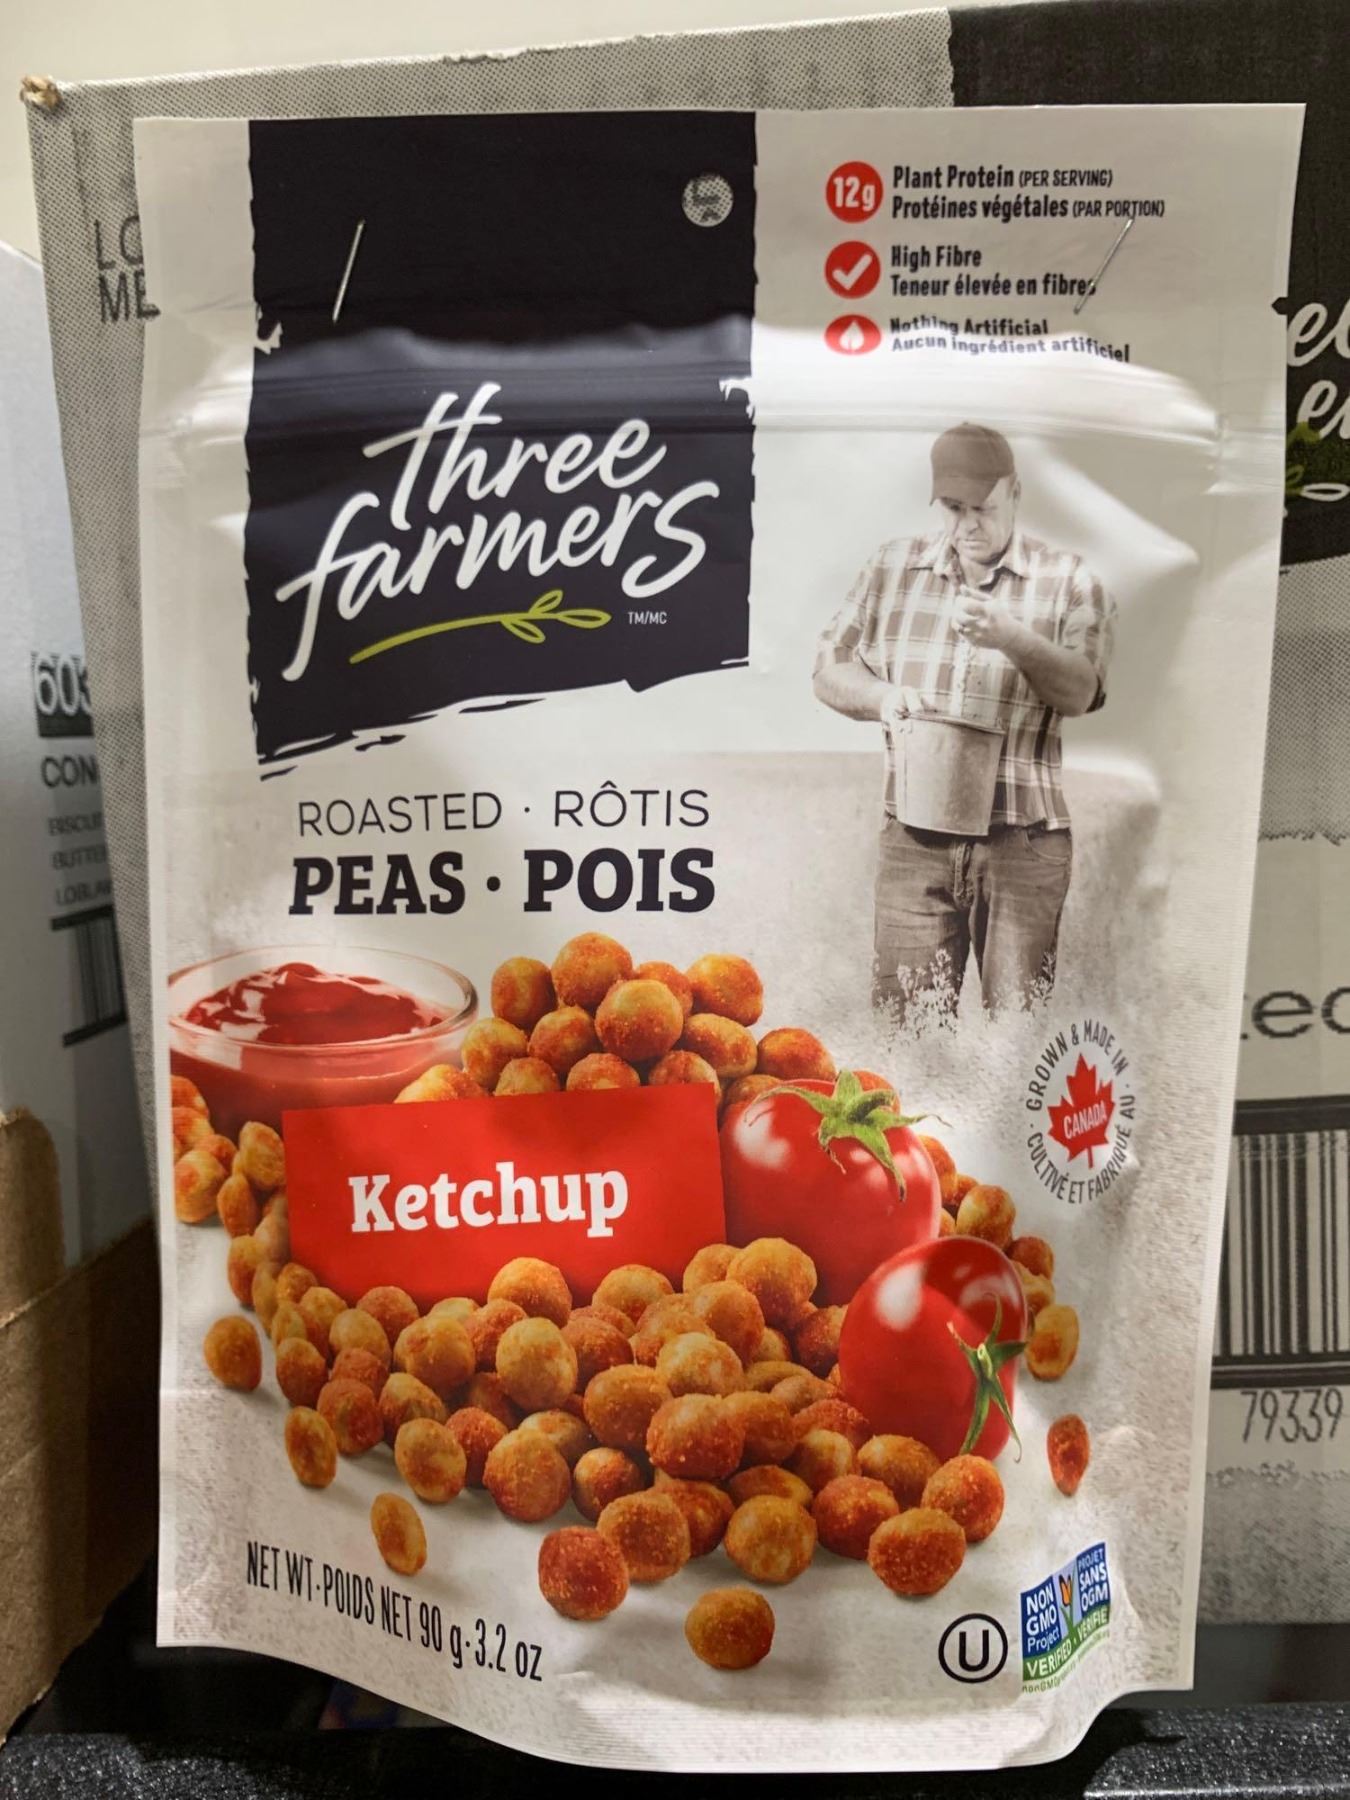 12g
Plant Protein (PER SERVING)
Protéines végétales (PAR PORTION)
High Fibre
Teneur élevée en fibres
Nothing Artificial
Aucun ingrédient artificiel
three
farmers
TM/MC
ROASTED · RÔTIS
PEAS · POIS
Ketchup
GROWN & MADE IN
CANADA
CULTIVÉ ET FABRIQUÉ AU
NET WT·POIDS NET 90 g·3.2 oz
U
NON
GMO
Project
PROJET
SANS
OGM
VERIFIED · VÉRIFIÉ
603
CON
79339